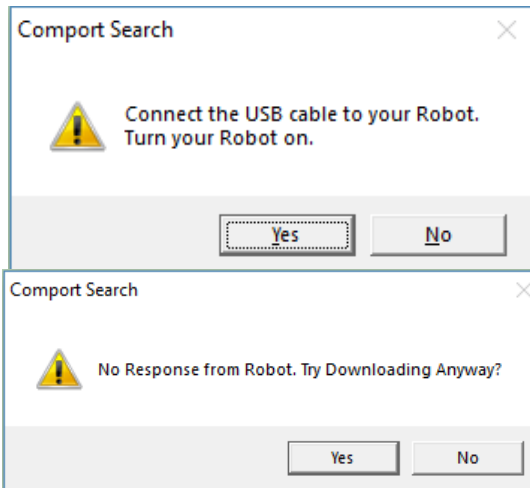 Comport Search
Connect the USB cable to your Robot.
Turn your Robot on.
Yes
No
Comport Search
No Response from Robot. Try Downloading Anyway?
Yes
No